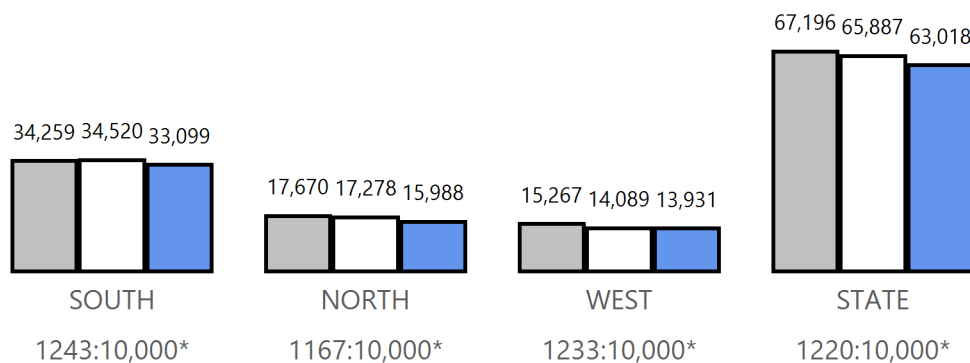 67,196 65,887 63,018
34,259 34,520 33,099
17,670 17,278 15,988
15,267 14,089 13,931
SOUTH NORTH WEST STATE
1243:10,000* 1167:10,000* 1233:10,000* 1220:10,000*